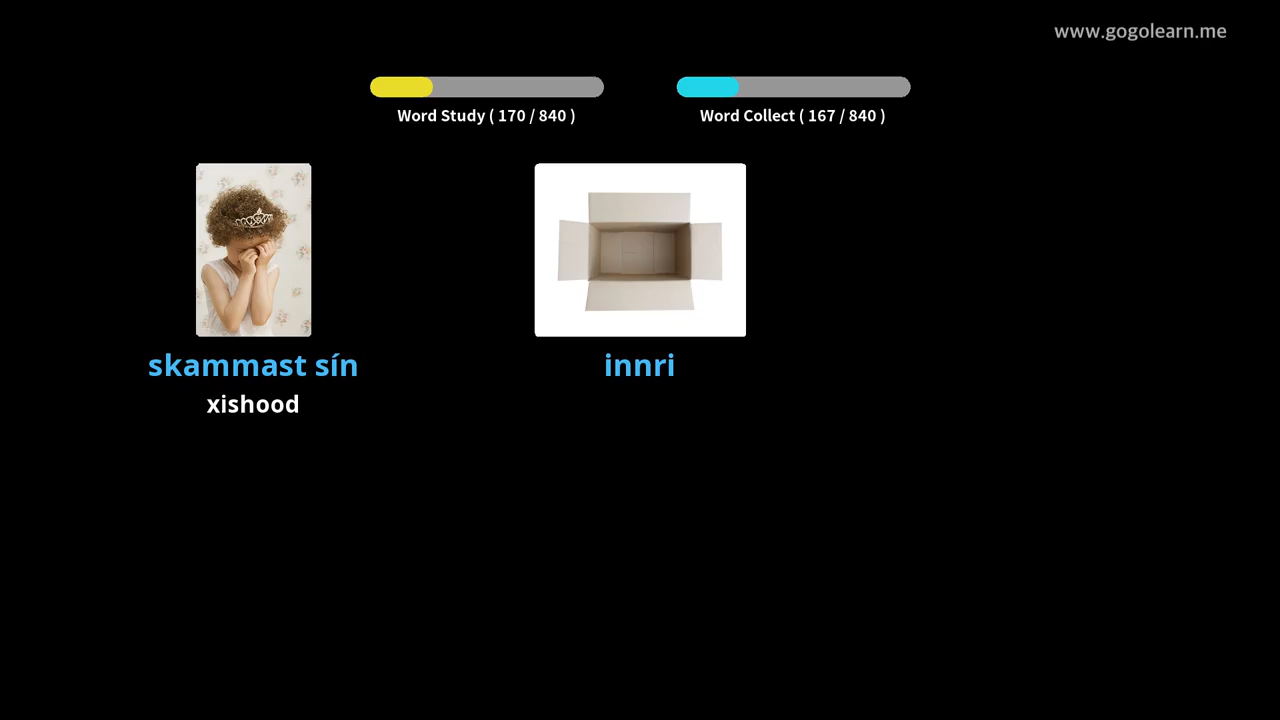 www.gogolearn.me
Word Study ( 170 / 840 )
Word Collect ( 167 / 840 )
skammast sín
xishood
innri